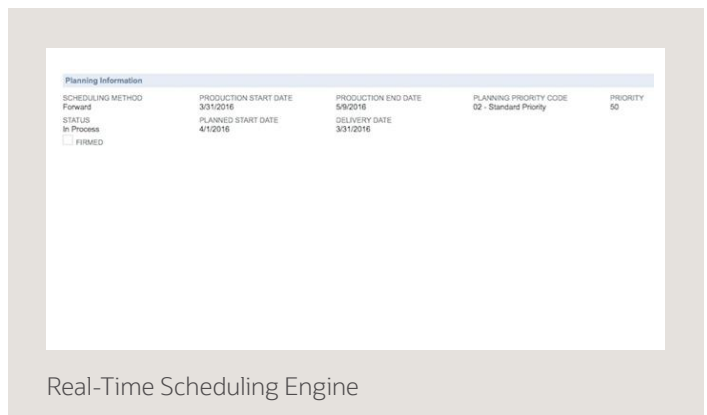 Planning Information
SCHEDULING METHOD PRODUCTION START DATE PRODUCTION END DATE PLANNING PRIORITY CODE PRIORITY
Forward 3/31/2016 5/9/2016 02 - Standard Priority 50
STATUS PLANNED START DATE DELIVERY DATE
In Process 4/1/2016 3/31/2016
FIRMED
Real-Time Scheduling Engine